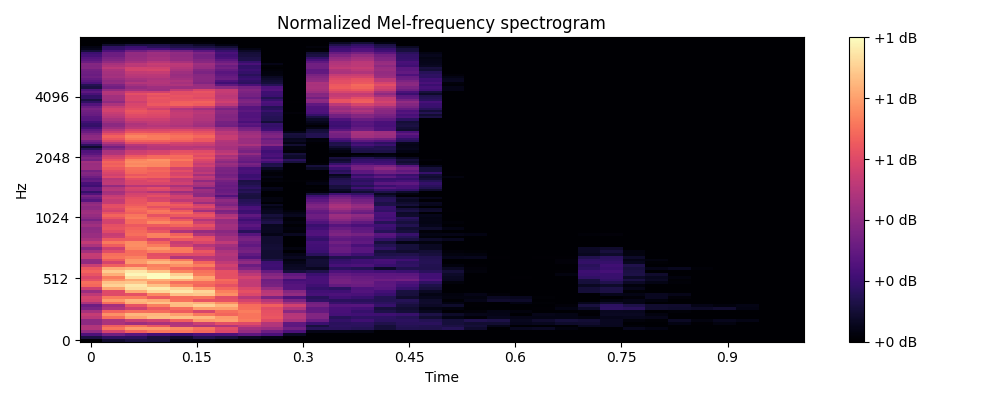 Normalized Mel-frequency spectrogram
Hz
4096
2048
1024
512
0
0 0.15 0.3 0.45 0.6 0.75 0.9
Time
+1 dB
+1 dB
+1 dB
+0 dB
+0 dB
+0 dB